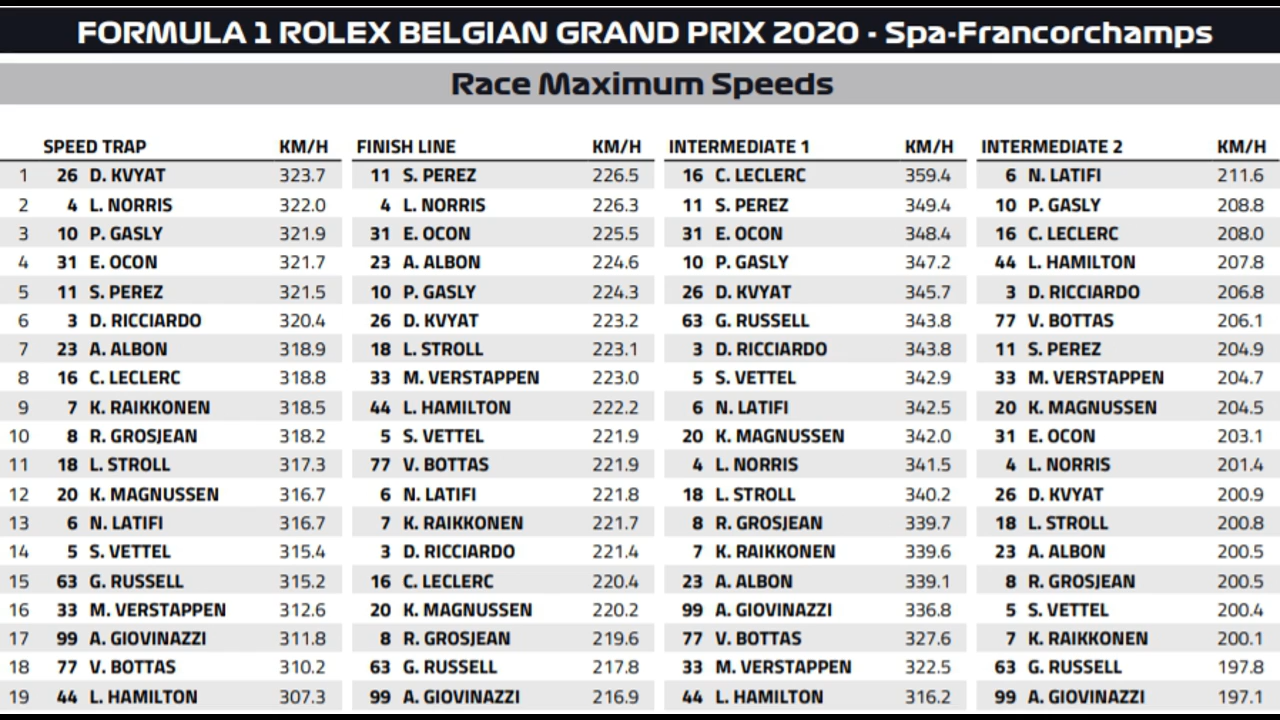 FORMULA 1 ROLEX BELGIAN GRAND PRIX 2020 - Spa-Francorchamps
Race Maximum Speeds
SPEED TRAP KM/H FINISH LINE KM/H INTERMEDIATE 1 KM/H INTERMEDIATE 2 KM/H
1 26 D. KVYAT 323.7 11 S. PEREZ 226.5 16 C. LECLERC 359.4 6 N. LATIFI 211.6
2 4 L. NORRIS 322.0 4 L. NORRIS 226.3 11 S. PEREZ 349.4 10 P. GASLY 208.8
3 10 P. GASLY 321.9 31 E. OCON 225.5 31 E. OCON 348.4 16 C. LECLERC 208.0
4 31 E. OCON 321.7 23 A. ALBON 224.6 10 P. GASLY 347.2 44 L. HAMILTON 207.8
5 11 S. PEREZ 321.5 10 P. GASLY 224.3 26 D. KVYAT 345.7 3 D. RICCIARDO 206.8
6 3 D. RICCIARDO 320.4 26 D. KVYAT 223.2 63 G. RUSSELL 343.8 77 V. BOTTAS 206.1
7 23 A. ALBON 318.9 18 L. STROLL 223.1 3 D. RICCIARDO 343.8 11 S. PEREZ 204.9
8 16 C. LECLERC 318.8 33 M. VERSTAPPEN 223.0 5 S. VETTEL 342.9 33 M. VERSTAPPEN 204.7
9 7 K. RAIKKONEN 318.5 44 L. HAMILTON 222.2 6 N. LATIFI 342.5 20 K. MAGNUSSEN 204.5
10 8 R. GROSJEAN 318.2 5 S. VETTEL 221.9 20 K. MAGNUSSEN 342.0 31 E. OCON 203.1
11 18 L. STROLL 317.3 77 V. BOTTAS 221.9 4 L. NORRIS 341.5 4 L. NORRIS 201.4
12 20 K. MAGNUSSEN 316.7 6 N. LATIFI 221.8 18 L. STROLL 340.2 26 D. KVYAT 200.9
13 6 N. LATIFI 316.7 7 K. RAIKKONEN 221.7 8 R. GROSJEAN 339.7 18 L. STROLL 200.8
14 5 S. VETTEL 315.4 3 D. RICCIARDO 221.4 7 K. RAIKKONEN 339.6 23 A. ALBON 200.5
15 63 G. RUSSELL 315.2 16 C. LECLERC 220.4 23 A. ALBON 339.1 8 R. GROSJEAN 200.5
16 33 M. VERSTAPPEN 312.6 20 K. MAGNUSSEN 220.2 99 A. GIOVINAZZI 336.8 5 S. VETTEL 200.4
17 99 A. GIOVINAZZI 311.8 8 R. GROSJEAN 219.6 77 V. BOTTAS 327.6 7 K. RAIKKONEN 200.1
18 77 V. BOTTAS 310.2 63 G. RUSSELL 217.8 33 M. VERSTAPPEN 322.5 63 G. RUSSELL 197.8
19 44 L. HAMILTON 307.3 99 A. GIOVINAZZI 216.9 44 L. HAMILTON 316.2 99 A. GIOVINAZZI 197.1